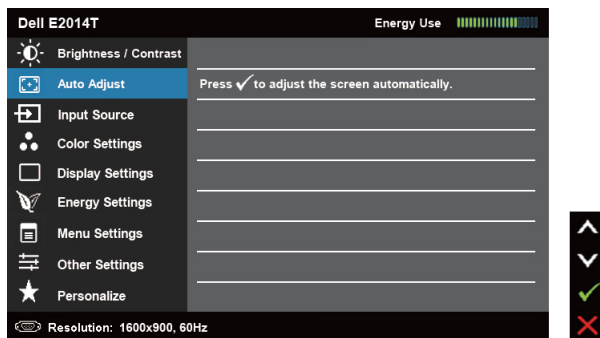 Dell E2014T Energy Use
Brightness / Contrast
Auto Adjust Press ✓ to adjust the screen automatically.
Input Source
Color Settings
Display Settings
Energy Settings
Menu Settings
Other Settings
Personalize
Resolution: 1600x900, 60Hz